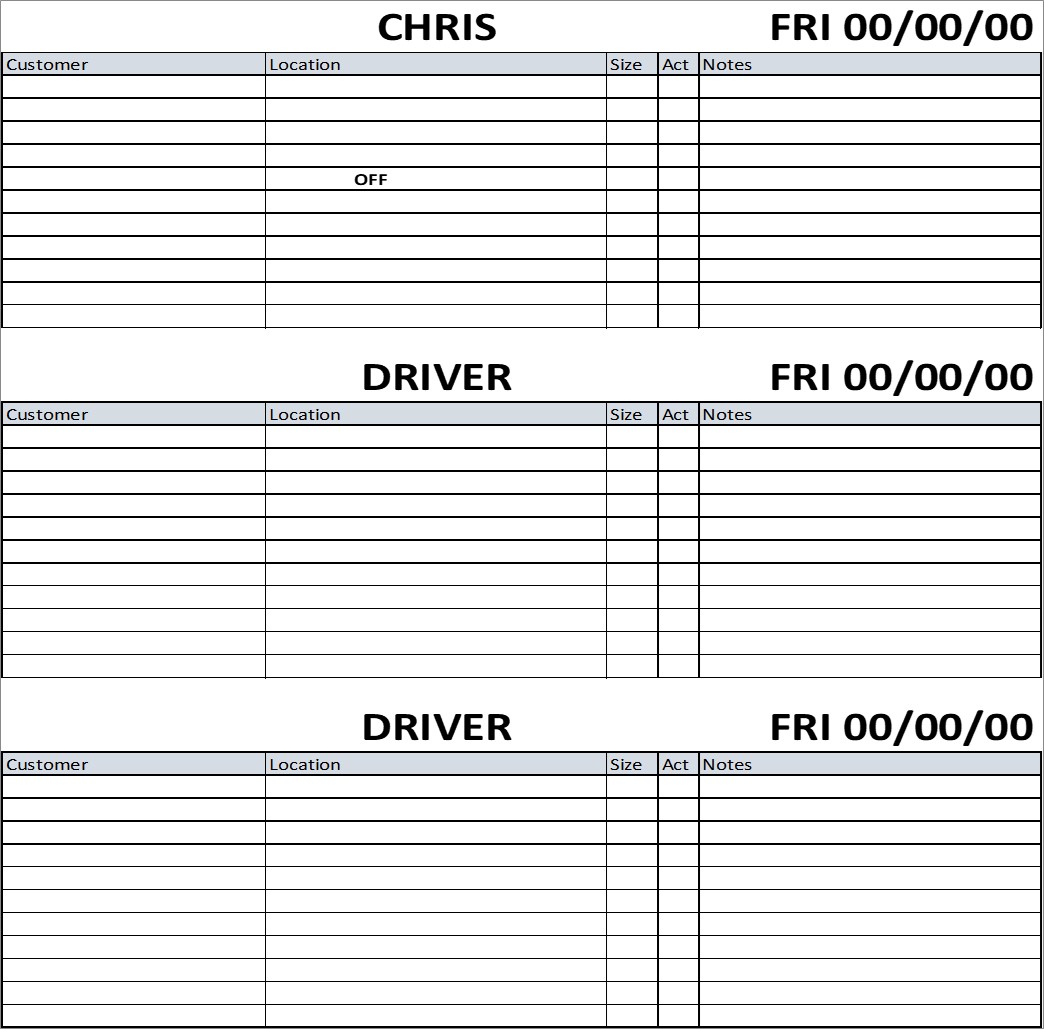 CHRIS FRI 00/00/00
Customer Location Size Act Notes
OFF
DRIVER FRI 00/00/00
Customer Location Size Act Notes
DRIVER FRI 00/00/00
Customer Location Size Act Notes